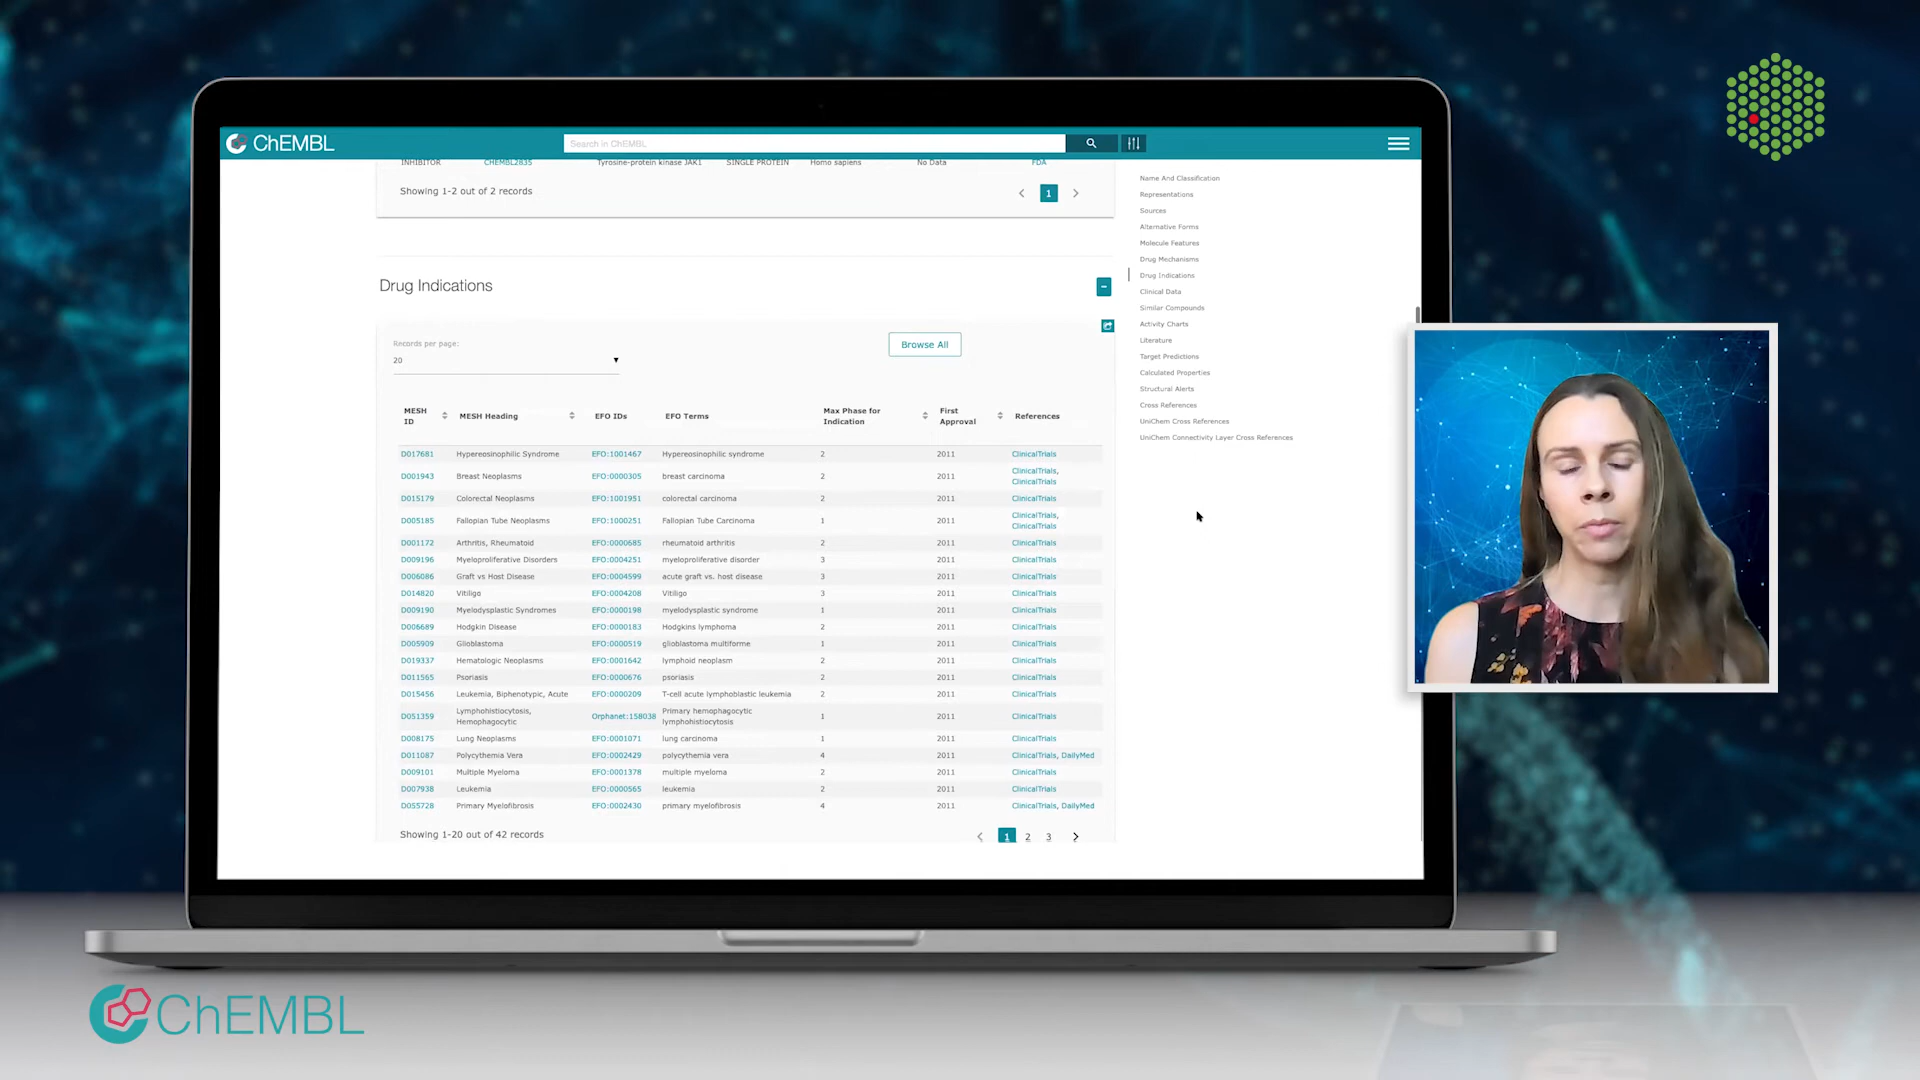 ChEMBL
Search in ChEMBL
INHIBITOR CHEMBL2835 Tyrosine-protein kinase JAK1 SINGLE PROTEIN Homo sapiens No Data FDA
Showing 1-2 out of 2 records
1
Drug Indications
Records per page:
20
Browse All
MESH ID MESH Heading EFO IDs EFO Terms Max Phase for Indication First Approval References
D017681 Hypereosinophilic Syndrome EFO:1001467 Hypereosinophilic syndrome 2 2011 ClinicalTrials
D001943 Breast Neoplasms EFO:0000305 breast carcinoma 2 2011 ClinicalTrials, ClinicalTrials
D015179 Colorectal Neoplasms EFO:1001951 colorectal carcinoma 2 2011 ClinicalTrials
D005185 Fallopian Tube Neoplasms EFO:1000251 Fallopian Tube Carcinoma 1 2011 ClinicalTrials, ClinicalTrials
D001172 Arthritis, Rheumatoid EFO:0000685 rheumatoid arthritis 2 2011 ClinicalTrials
D009196 Myeloproliferative Disorders EFO:0004251 myeloproliferative disorder 3 2011 ClinicalTrials
D006086 Graft vs Host Disease EFO:0004599 acute graft vs. host disease 3 2011 ClinicalTrials
D014820 Vitiligo EFO:0004208 Vitiligo 3 2011 ClinicalTrials
D009190 Myelodysplastic Syndromes EFO:0000198 myelodysplastic syndrome 1 2011 ClinicalTrials
D006689 Hodgkin Disease EFO:0000183 Hodgkins lymphoma 2 2011 ClinicalTrials
D005909 Glioblastoma EFO:0000519 glioblastoma multiforme 1 2011 ClinicalTrials
D019337 Hematologic Neoplasms EFO:0001642 lymphoid neoplasm 2 2011 ClinicalTrials
D011565 Psoriasis EFO:0000676 psoriasis 2 2011 ClinicalTrials
D015456 Leukemia, Biphenotypic, Acute EFO:0000209 T-cell acute lymphoblastic leukemia 2 2011 ClinicalTrials
D051359 Lymphohistiocytosis, Hemophagocytic Orphanet:158038 Primary hemophagocytic lymphohistiocytosis 1 2011 ClinicalTrials
D008175 Lung Neoplasms EFO:0001071 lung carcinoma 1 2011 ClinicalTrials
D011087 Polycythemia Vera EFO:0002429 polycythemia vera 4 2011 ClinicalTrials, DailyMed
D009101 Multiple Myeloma EFO:0001378 multiple myeloma 2 2011 ClinicalTrials
D007938 Leukemia EFO:0000565 leukemia 2 2011 ClinicalTrials
D055728 Primary Myelofibrosis EFO:0002430 primary myelofibrosis 4 2011 ClinicalTrials, DailyMed
Showing 1-20 out of 42 records
1 2 3
Name And Classification
Representations
Sources
Alternative Forms
Molecule Features
Drug Mechanisms
Drug Indications
Clinical Data
Similar Compounds
Activity Charts
Literature
Target Predictions
Calculated Properties
Structural Alerts
Cross References
UniChem Cross References
UniChem Connectivity Layer Cross References
ChEMBL